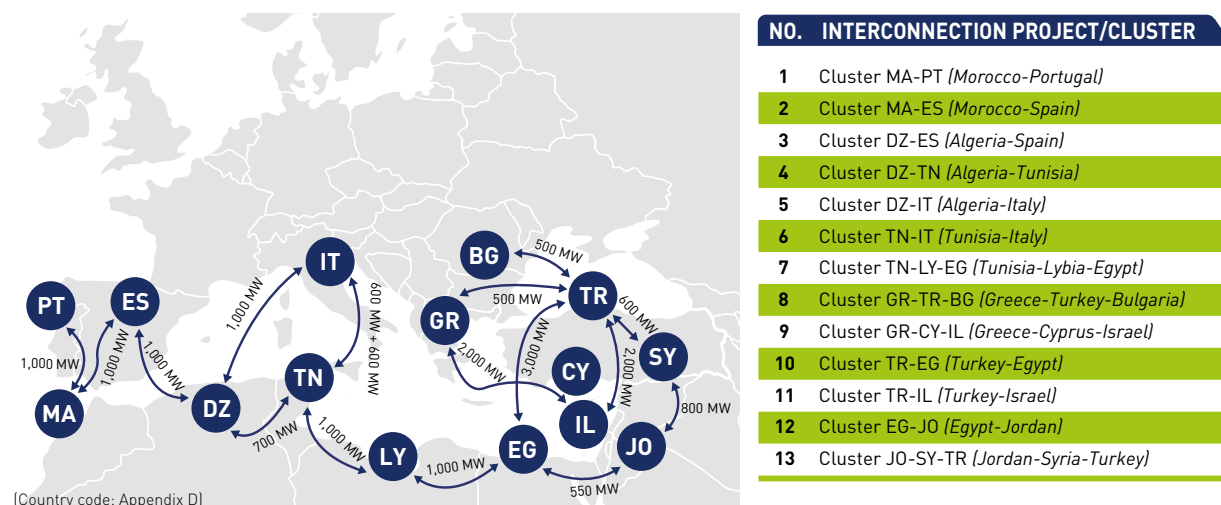 BG
500 MW
IT
TR
500 MW
600 MW
1,000 MW
600 MW + 600 MW
PT
ES
GR
3,000 MW
2,000 MW
SY
1,000 MW
1,000 MW
1,000 MW
2,000 MW
CY
TN
MA
DZ
700 MW
1,000 MW
IL
800 MW
LY
1,000 MW
EG
550 MW
JO
(Country code: Appendix D)
NO. INTERCONNECTION PROJECT/CLUSTER
1 Cluster MA-PT (Morocco-Portugal)
2 Cluster MA-ES (Morocco-Spain)
3 Cluster DZ-ES (Algeria-Spain)
4 Cluster DZ-TN (Algeria-Tunisia)
5 Cluster DZ-IT (Algeria-Italy)
6 Cluster TN-IT (Tunisia-Italy)
7 Cluster TN-LY-EG (Tunisia-Lybia-Egypt)
8 Cluster GR-TR-BG (Greece-Turkey-Bulgaria)
9 Cluster GR-CY-IL (Greece-Cyprus-Israel)
10 Cluster TR-EG (Turkey-Egypt)
11 Cluster TR-IL (Turkey-Israel)
12 Cluster EG-JO (Egypt-Jordan)
13 Cluster JO-SY-TR (Jordan-Syria-Turkey)